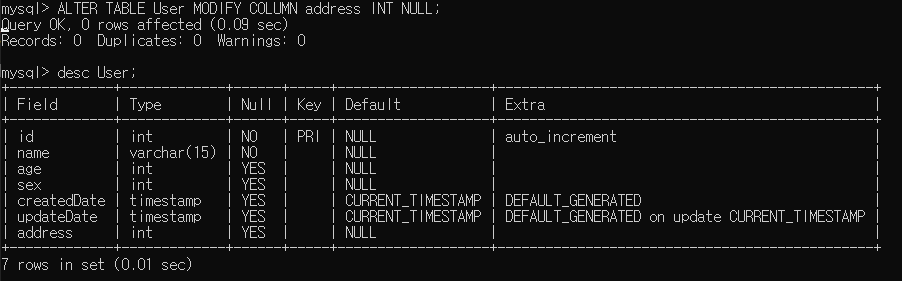 mysql> ALTER TABLE User MODIFY COLUMN address INT NULL;
Query OK, 0 rows affected (0.09 sec)
Records: 0  Duplicates: 0  Warnings: 0

mysql> desc User;
+-------------+-------------+------+-----+-------------------+-----------------------------------------------+
| Field       | Type        | Null | Key | Default           | Extra                                         |
+-------------+-------------+------+-----+-------------------+-----------------------------------------------+
| id          | int         | NO   | PRI | NULL              | auto_increment                                |
| name        | varchar(15) | NO   |     | NULL              |                                               |
| age         | int         | YES  |     | NULL              |                                               |
| sex         | int         | YES  |     | NULL              |                                               |
| createdDate | timestamp   | YES  |     | CURRENT_TIMESTAMP | DEFAULT_GENERATED                             |
| updateDate  | timestamp   | YES  |     | CURRENT_TIMESTAMP | DEFAULT_GENERATED on update CURRENT_TIMESTAMP |
| address     | int         | YES  |     | NULL              |                                               |
+-------------+-------------+------+-----+-------------------+-----------------------------------------------+
7 rows in set (0.01 sec)